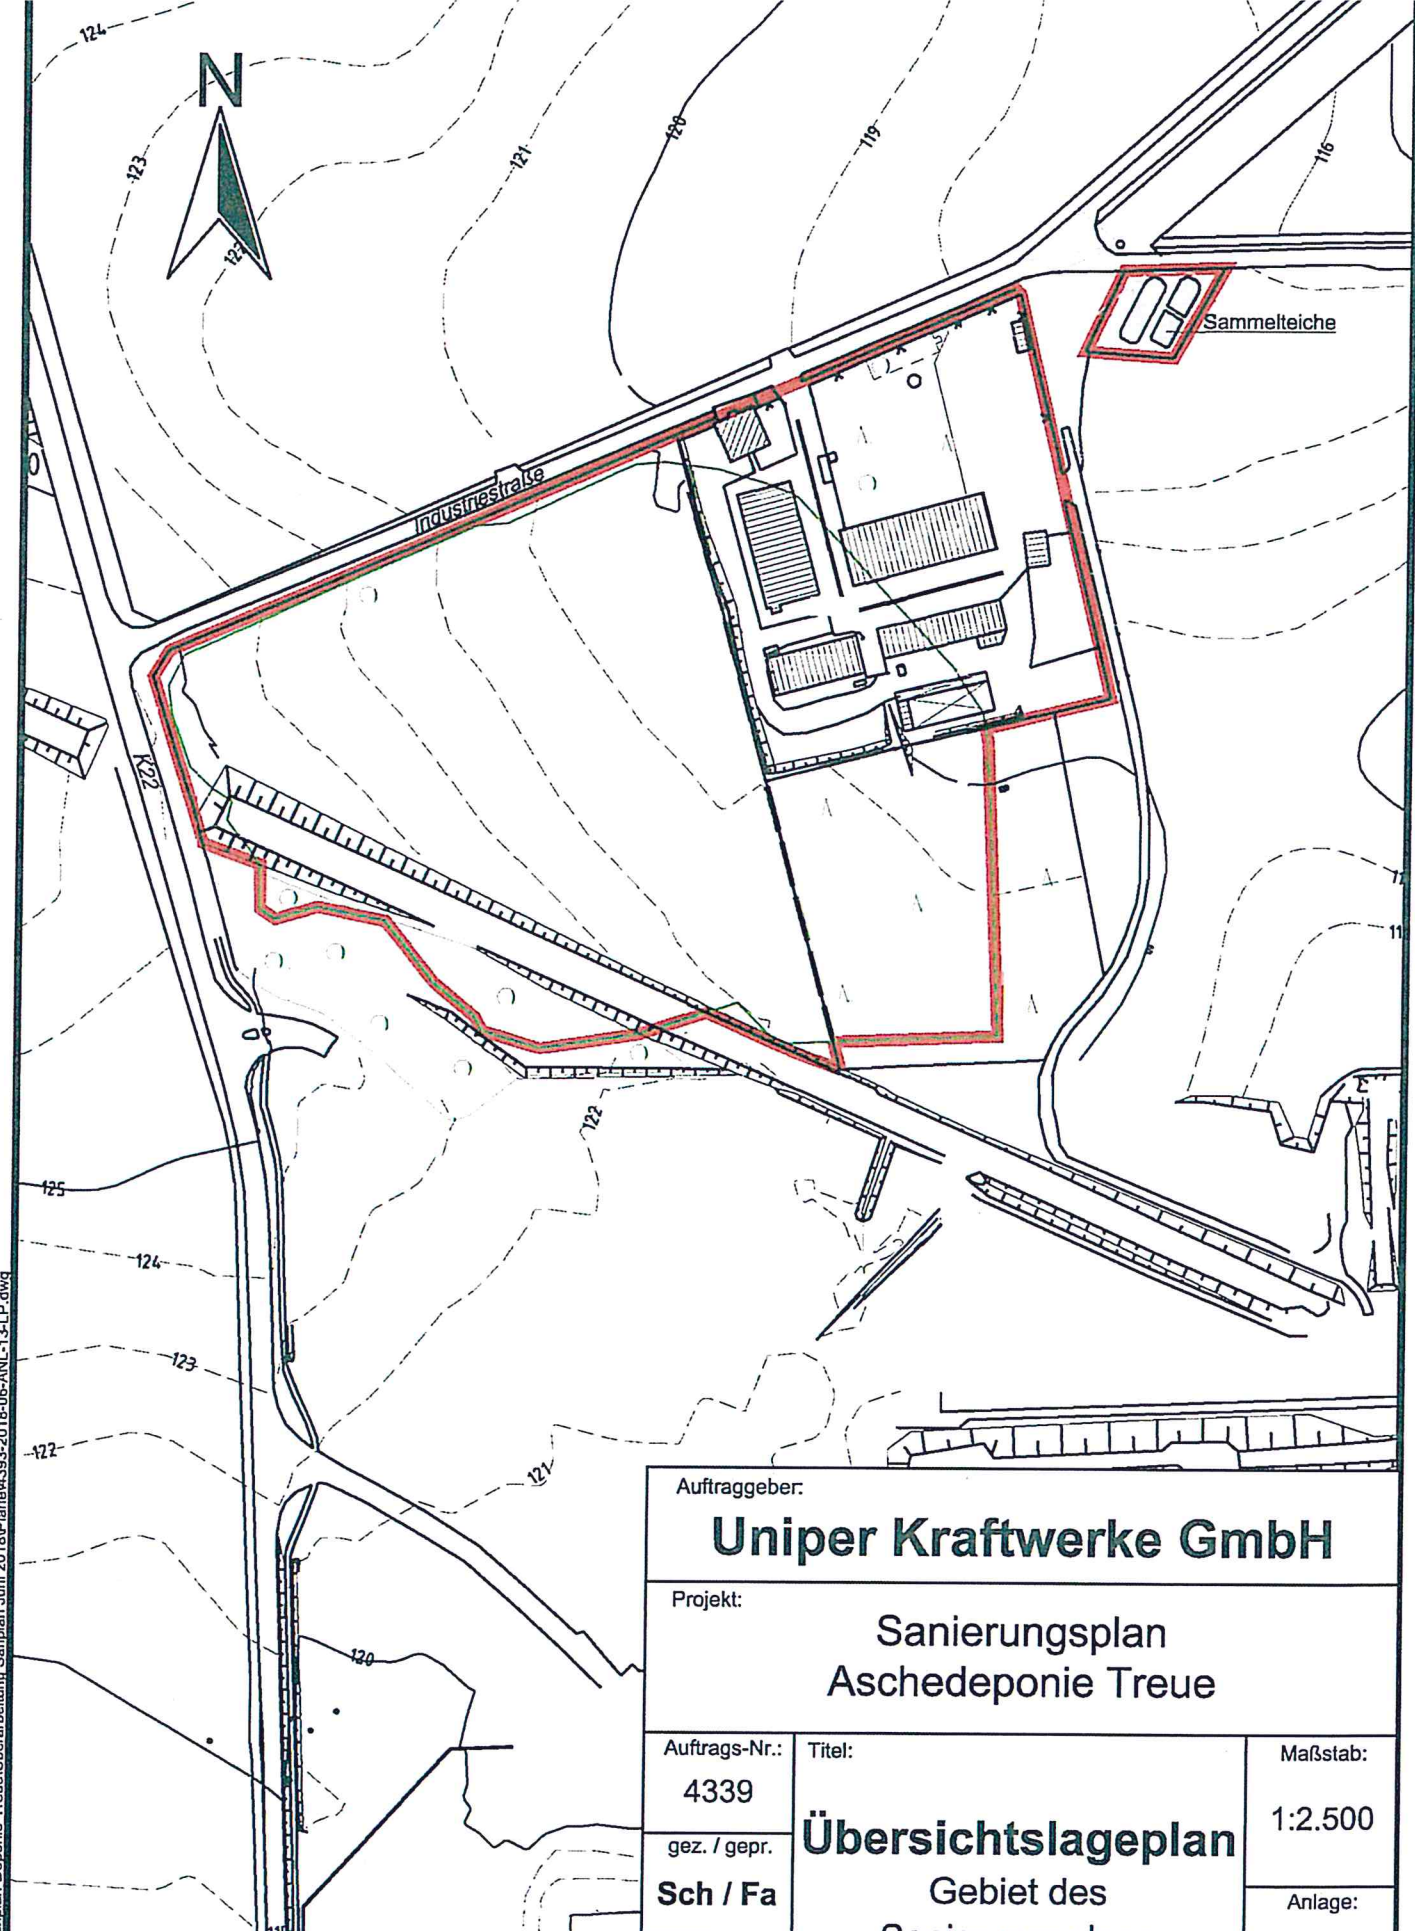 124
N
123
122
121
120
119
116
Sammelteiche
Industriestraße
K22
122
125
124
123
122
121
120
Auftraggeber:
Uniper Kraftwerke GmbH
Projekt:
Sanierungsplan
Aschedeponie Treue
Auftrags-Nr.:
4339
Titel:
Maßstab:
1:2.500
gez. / gepr.
Sch / Fa
Übersichtslageplan
Gebiet des
Anlage: